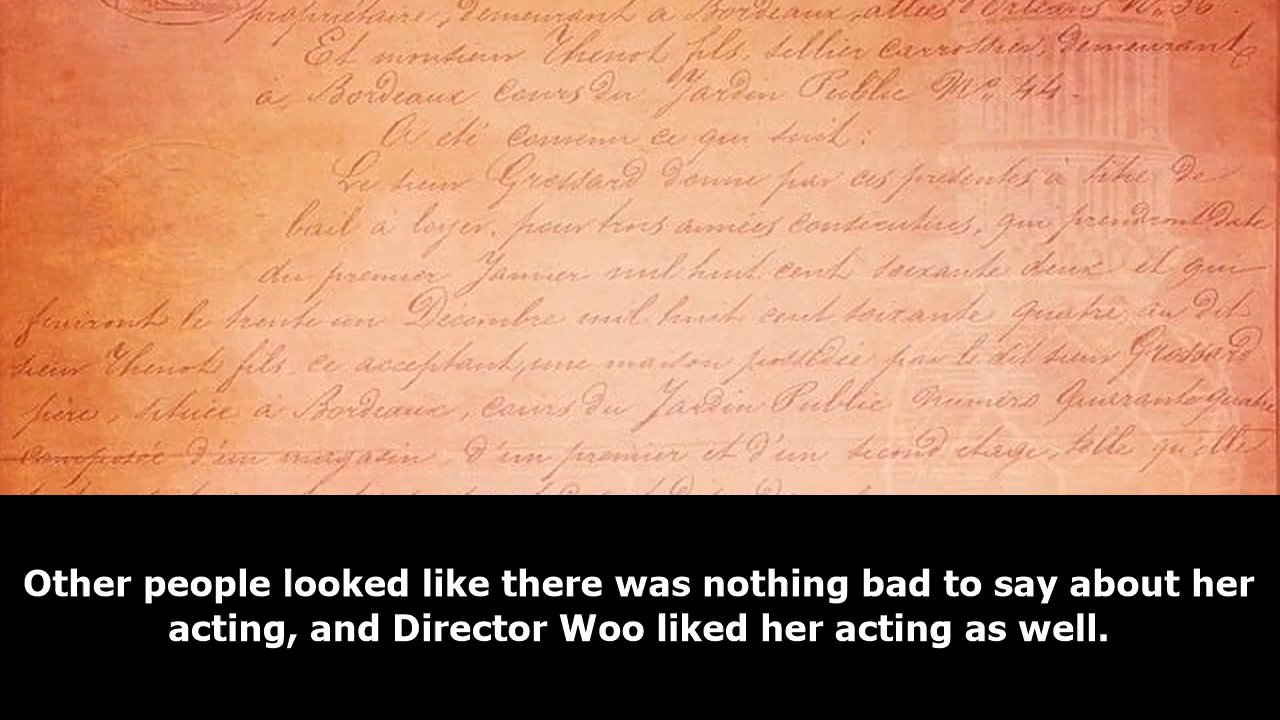 propriétaire, demeurant à Bordeaux, allées d'Orléans No. 36.
Et monsieur Thenot fils, sellier carrossier, demeurant
à Bordeaux cours du Jardin Public No. 44.
A été convenu ce qui suit :
Le sieur Grossard donne par ces présentes à titre de
bail à loyer, pour trois années consécutives, qui prendront date
du premier Janvier mil huit cent soixante deux et qui
finiront le trente un Décembre mil huit cent soixante quatre, au dit
sieur Thenot fils, ce acceptant, une maison possédée par le dit sieur Grossard
père, située à Bordeaux, cours du Jardin Public numéro quarante-quatre
composée d'un magasin, d'un premier et d'un second étage, telle qu'elle
Other people looked like there was nothing bad to say about her
acting, and Director Woo liked her acting as well.